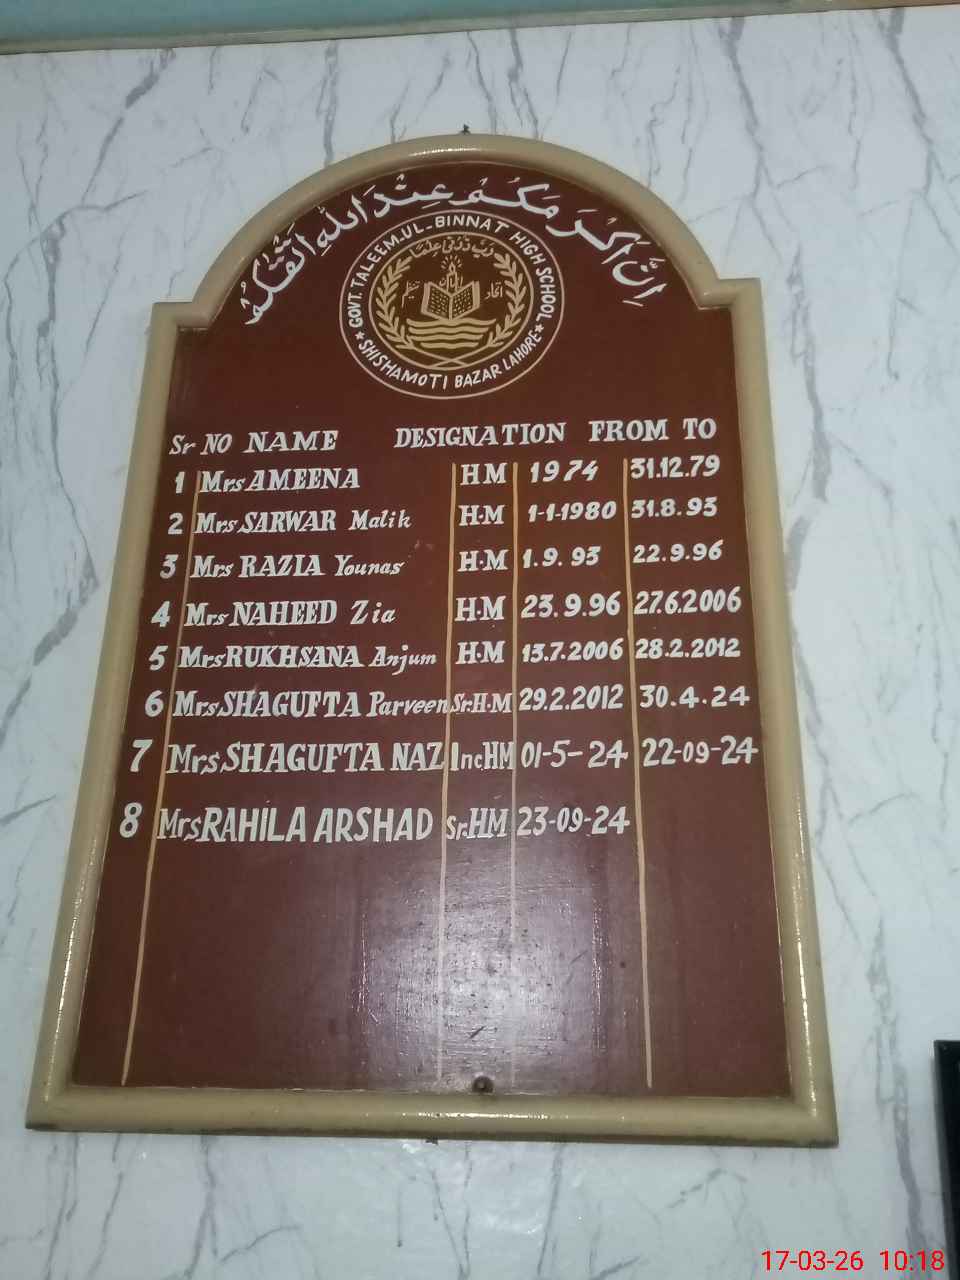 اِنَّ اَكْرَمَكُمْ عِنْدَ اللّٰهِ اَتْقٰكُمْ
GOVT. TALEEM-UL-BINNAT HIGH SCHOOL
رَبِّ زِدْنِیْ عِلْمًا
ایمان
اتحاد
تنظیم
★ SHISHAMOTI BAZAR LAHORE ★
Sr NO NAME DESIGNATION FROM TO
1 Mrs AMEENA HM 1974 31.12.79
2 Mrs SARWAR Malik H.M 1-1-1980 31.8.93
3 Mrs RAZIA Younas H.M 1.9.93 22.9.96
4 Mrs NAHEED Zia H.M 23.9.96 27.6.2006
5 Mrs RUKHSANA Anjum H.M 13.7.2006 28.2.2012
6 Mrs SHAGUFTA Parveen Sr.H.M 29.2.2012 30.4.24
7 Mrs SHAGUFTA NAZ IncHM 01-5-24 22-09-24
8 Mrs RAHILA ARSHAD Sr.HM 23-09-24
17-03-26 10:18